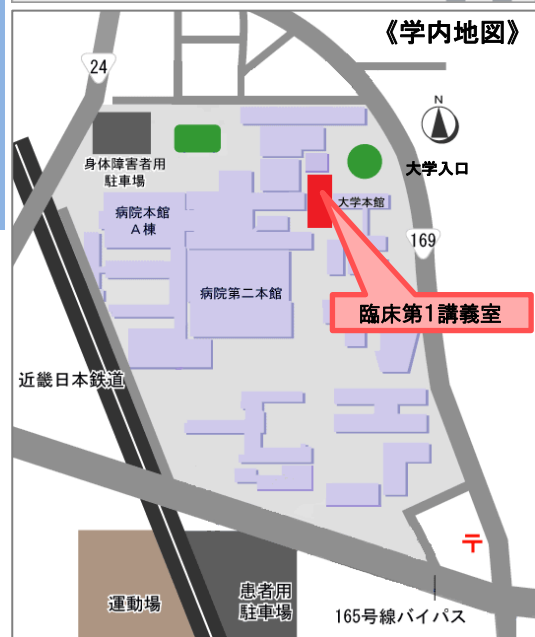 《学内地図》
24
N
身体障害者用
駐車場
大学入口
病院本館
A棟
大学本館
169
病院第二本館
臨床第1講義室
近畿日本鉄道
〒
運動場
患者用
駐車場
165号線バイパス